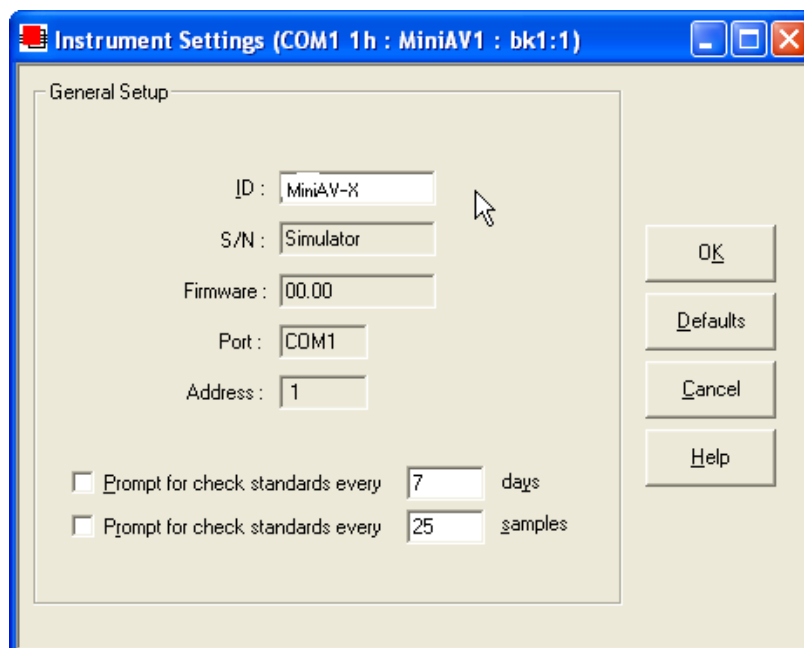 Instrument Settings (COM1 1h : MiniAV1 : bk1:1)
General Setup
ID : MiniAV-X
S/N : Simulator
Firmware : 00.00
Port : COM1
Address : 1
Prompt for check standards every 7 days
Prompt for check standards every 25 samples
OK
Defaults
Cancel
Help